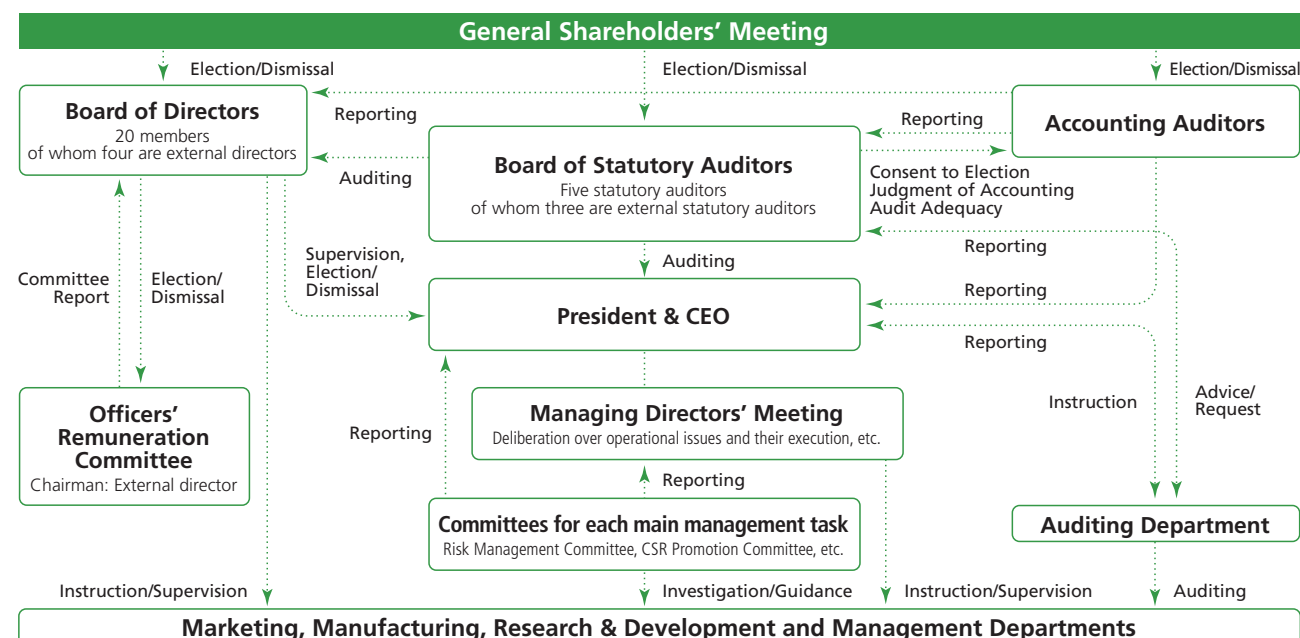 General Shareholders’ Meeting
Election/Dismissal
Election/Dismissal
Election/Dismissal
Board of Directors
20 members
of whom four are external directors
Reporting
Reporting
Accounting Auditors
Board of Statutory Auditors
Five statutory auditors
of whom three are external statutory auditors
Auditing
Consent to Election
Judgment of Accounting
Audit Adequacy
Reporting
Supervision,
Election/
Dismissal
Auditing
Committee
Report
Election/
Dismissal
Reporting
President & CEO
Reporting
Officers’
Remuneration
Committee
Chairman: External director
Reporting
Managing Directors’ Meeting
Deliberation over operational issues and their execution, etc.
Instruction
Advice/
Request
Reporting
Committees for each main management task
Risk Management Committee, CSR Promotion Committee, etc.
Auditing Department
Instruction/Supervision
Investigation/Guidance
Instruction/Supervision
Auditing
Marketing, Manufacturing, Research & Development and Management Departments